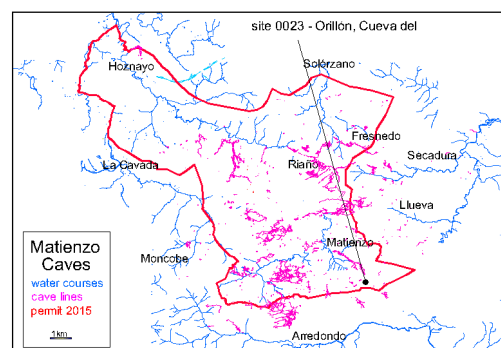 site 0023 - Orillón, Cueva del
Hoznayo
Solórzano
Fresnedo
Secadura
La Cavada
Riaño
Llueva
Matienzo
Moncobe
Arredondo
Matienzo
Caves
water courses
cave lines
permit 2015
1km